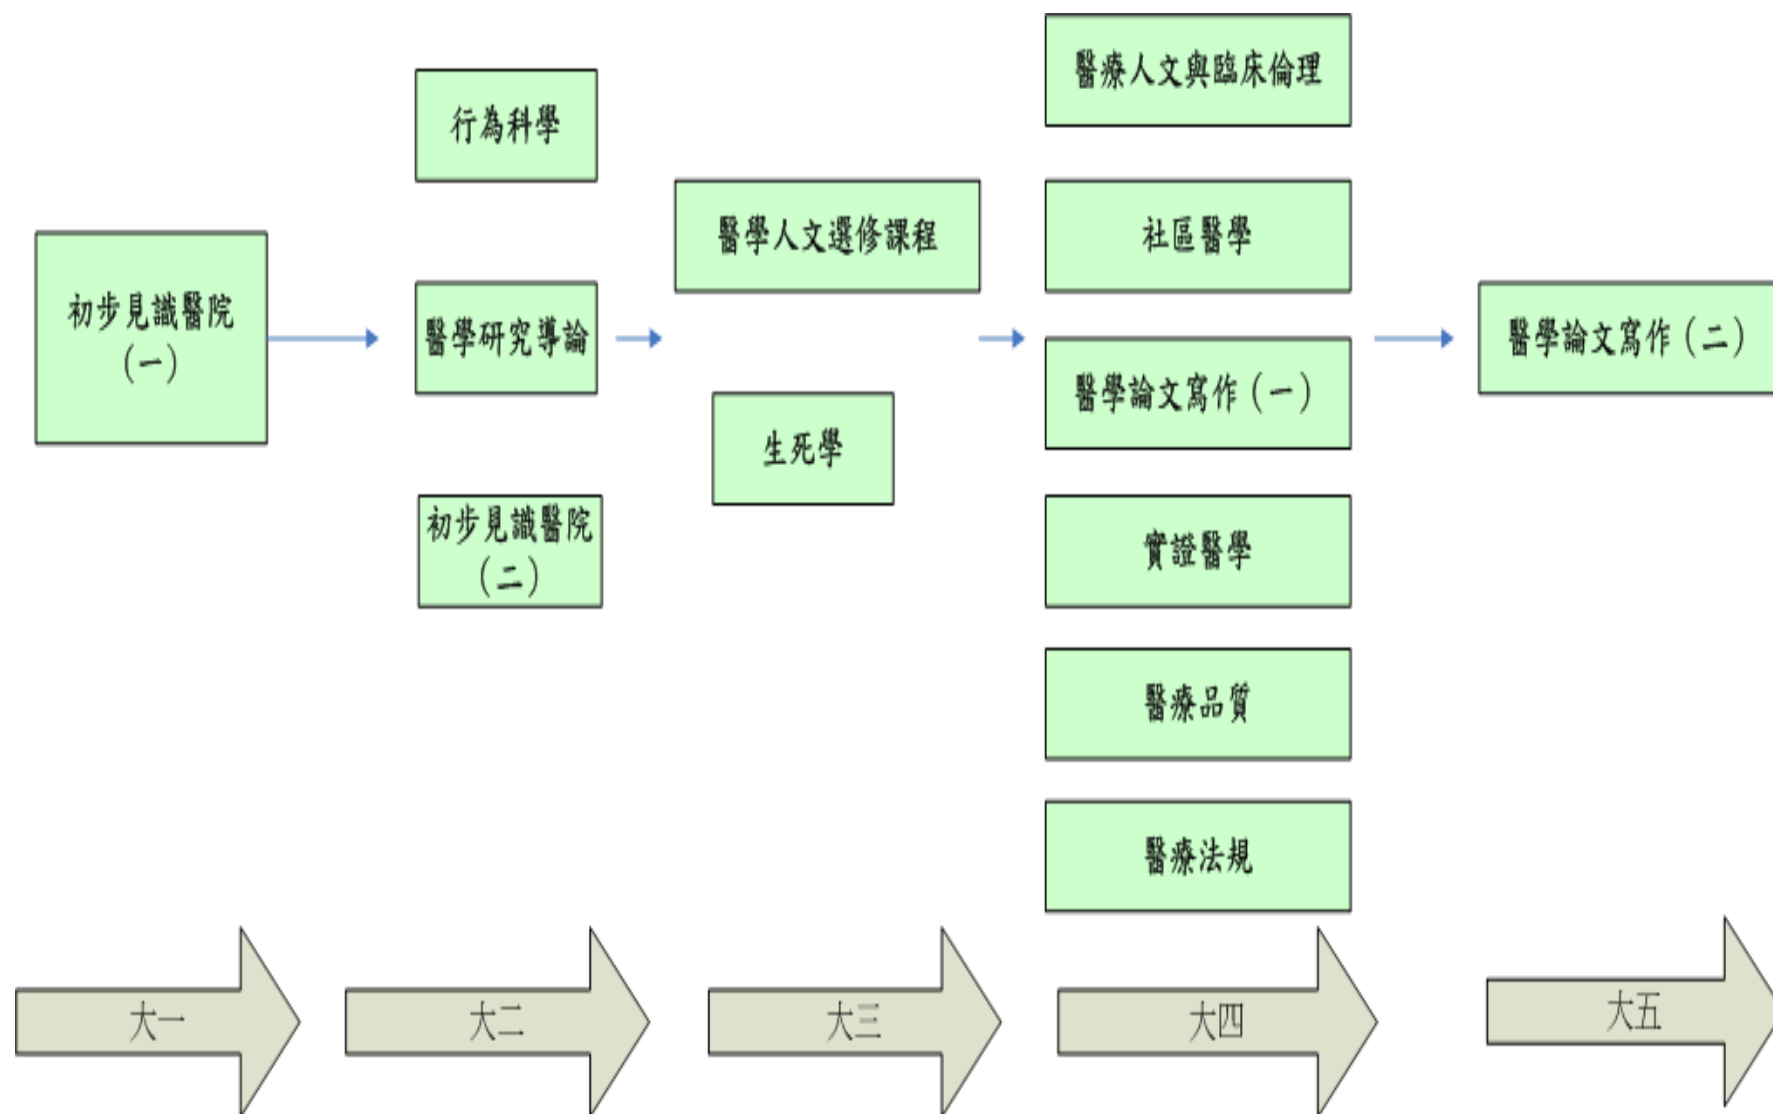 初步見識醫院
（一）
行為科學
醫學研究導論
初步見識醫院
（二）
醫學人文選修課程
生死學
醫療人文與臨床倫理
社區醫學
醫學論文寫作（一）
實證醫學
醫療品質
醫療法規
醫學論文寫作（二）
大一
大二
大三
大四
大五